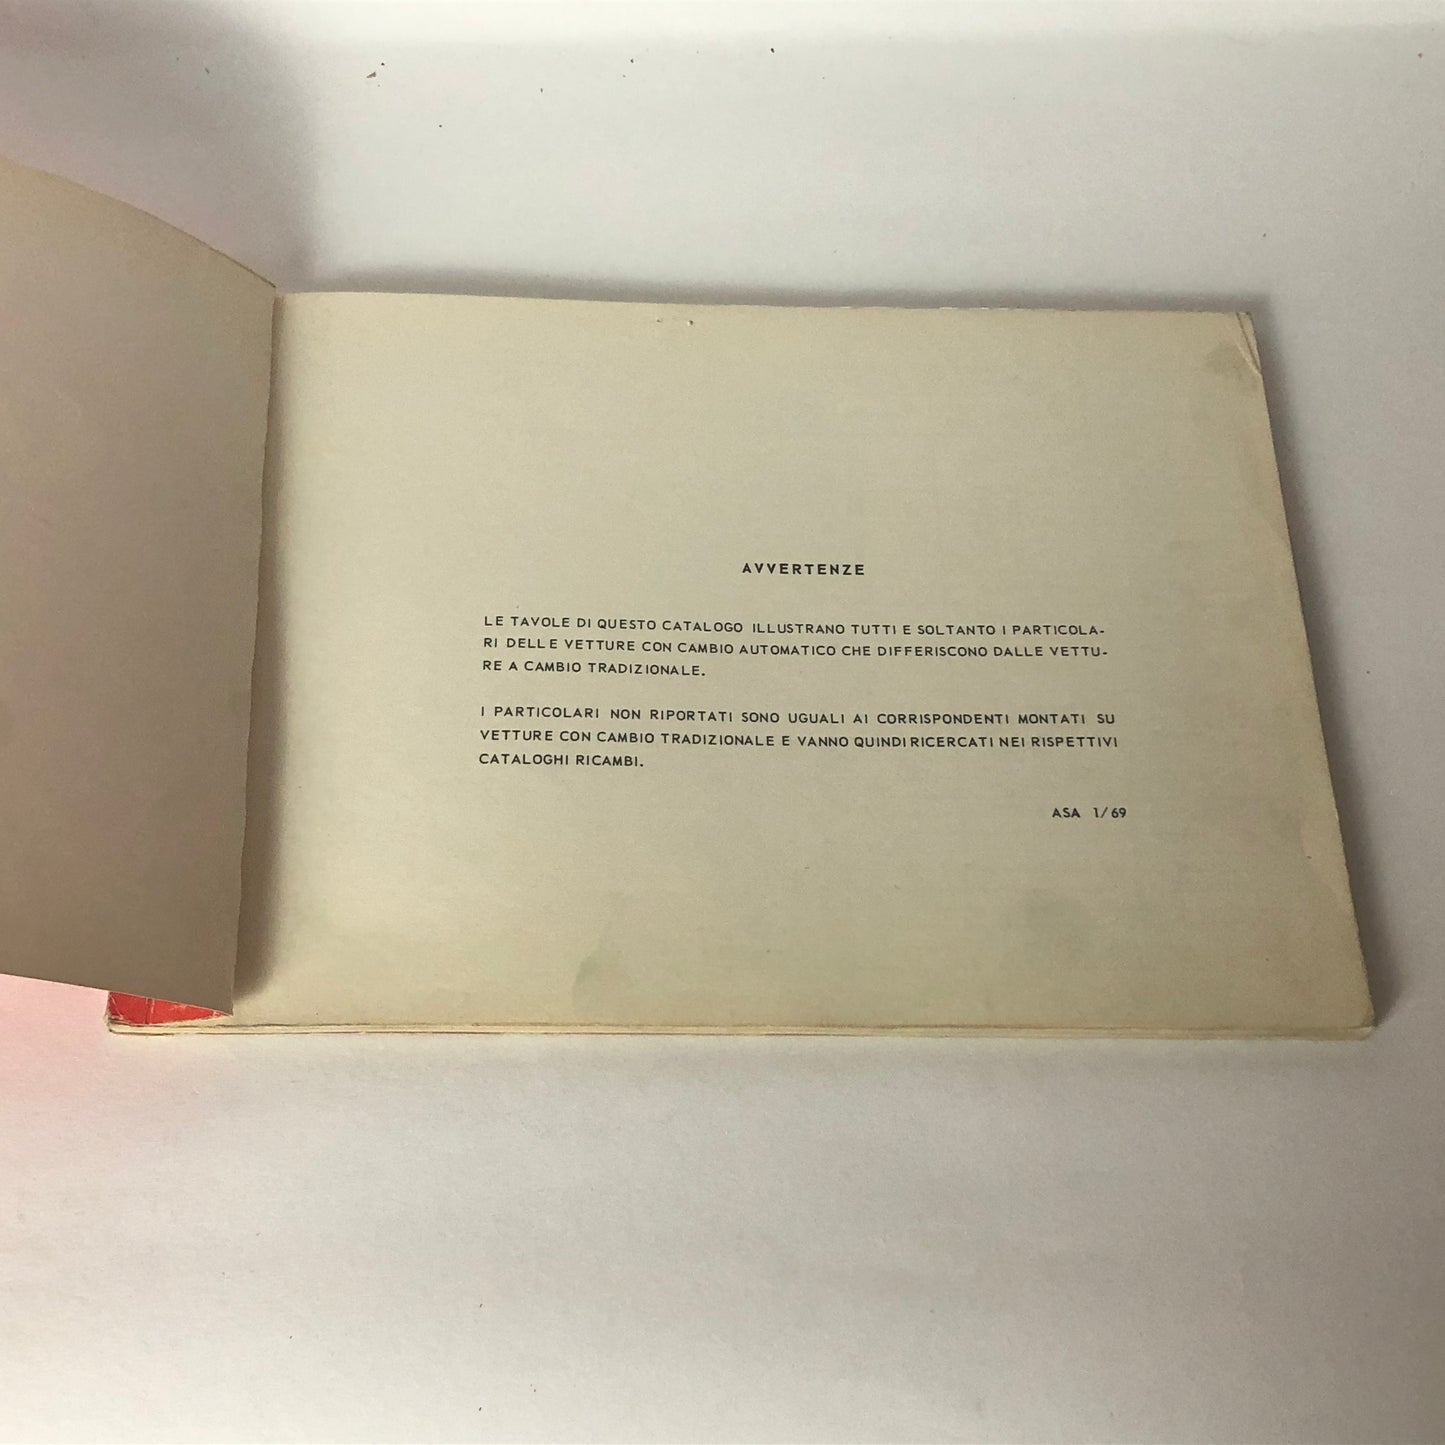 AVVERTENZE
LE TAVOLE DI QUESTO CATALOGO ILLUSTRANO TUTTI E SOLTANTO I PARTICOLA-
RI DELLE VETTURE CON CAMBIO AUTOMATICO CHE DIFFERISCONO DALLE VETTU-
RE A CAMBIO TRADIZIONALE.
I PARTICOLARI NON RIPORTATI SONO UGUALI AI CORRISPONDENTI MONTATI SU
VETTURE CON CAMBIO TRADIZIONALE E VANNO QUINDI RICERCATI NEI RISPETTIVI
CATALOGHI RICAMBI.
ASA 1/69